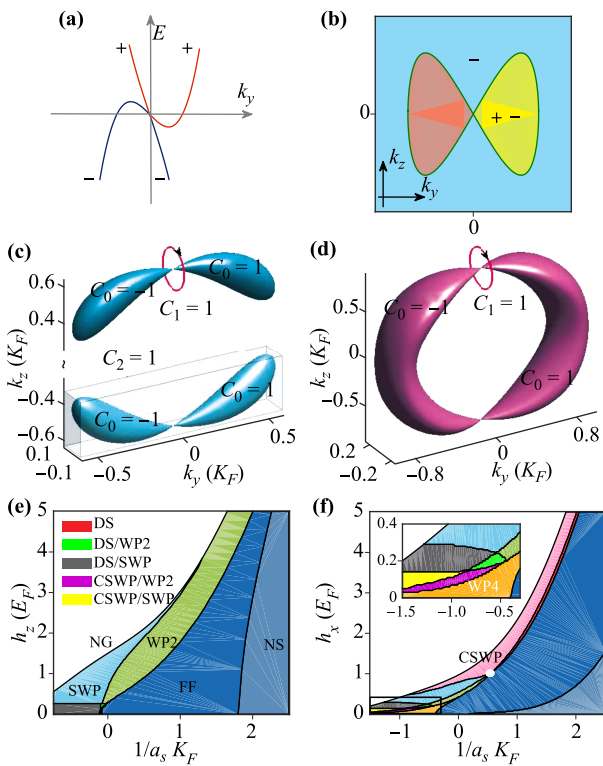 (a)
E
+ +
k_y
− −
(b)
−
0
+ −
k_z
k_y
0
(c)
C_0 = −1
C_0 = 1
C_1 = 1
0.6
0.4
k_z (K_F)
≈
C_2 = 1
−0.4
−0.6
C_0 = −1
C_0 = 1
0.1
−0.1
−0.5
0
0.5
k_y (K_F)
(d)
C_0 = −1
C_1 = 1
C_0 = 1
0.5
0
−0.5
k_z (K_F)
0.2
−0.2
−0.8
0
0.8
k_y (K_F)
(e)
5
4
3
2
1
0
h_z (E_F)
DS
DS/WP2
DS/SWP
CSWP/WP2
CSWP/SWP
NG
WP2
NS
SWP
FF
0 1 2
1/a_s K_F
(f)
5
4
3
2
1
0
h_x (E_F)
0.4
0.2
0
WP4
−1.5 −1.0 −0.5
CSWP
−1 0 1 2
1/a_s K_F